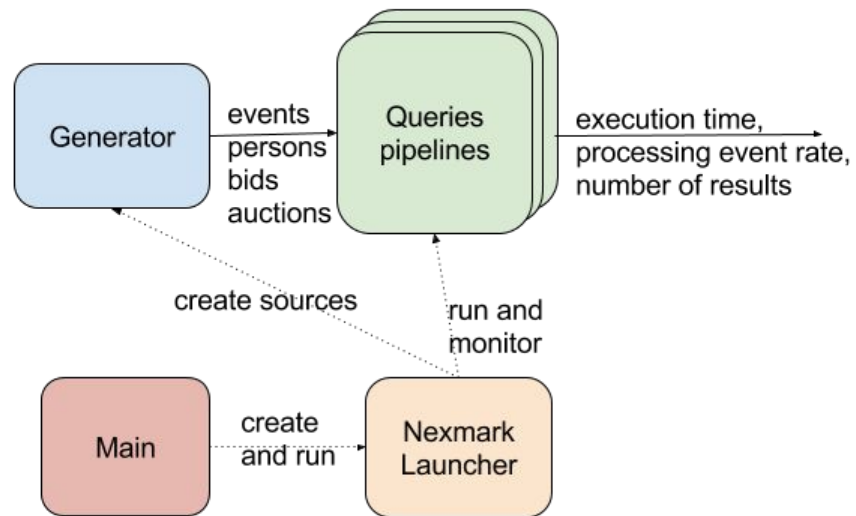 Generator
events
persons
bids
auctions
Queries
pipelines
execution time,
processing event rate,
number of results
create sources
run and
monitor
Main
create
and run
Nexmark
Launcher